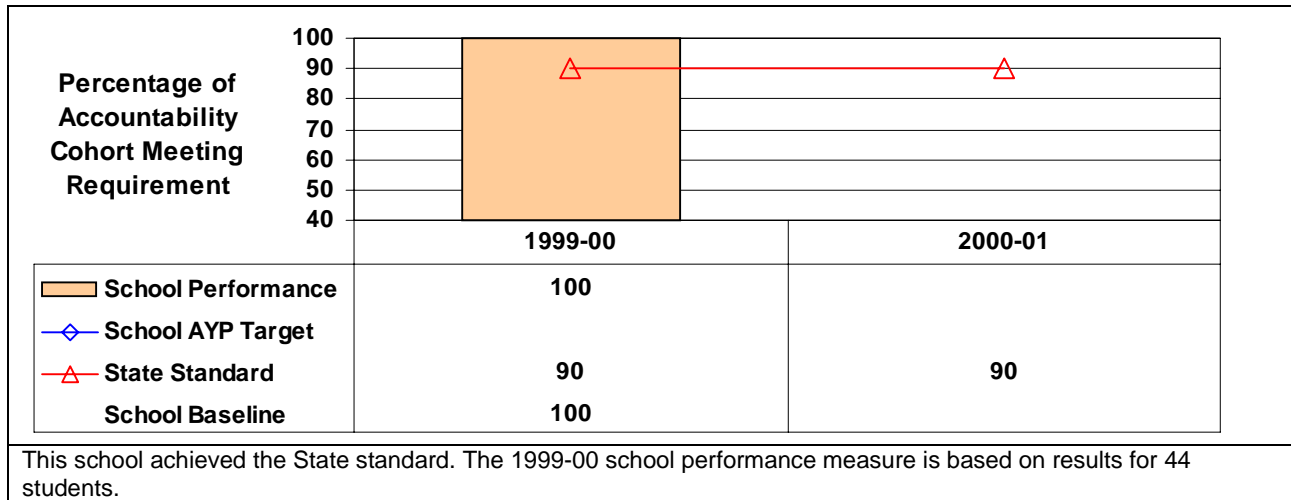 Percentage of
Accountability
Cohort Meeting
Requirement
100
90
80
70
60
50
40
1999-00 2000-01
School Performance 100
School AYP Target
State Standard 90 90
School Baseline 100
This school achieved the State standard. The 1999-00 school performance measure is based on results for 44
students.